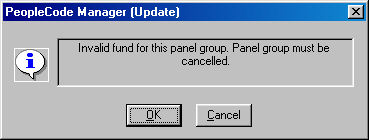 PeopleCode Manager (Update)
Invalid fund for this panel group. Panel group must be
cancelled.
OK
Cancel